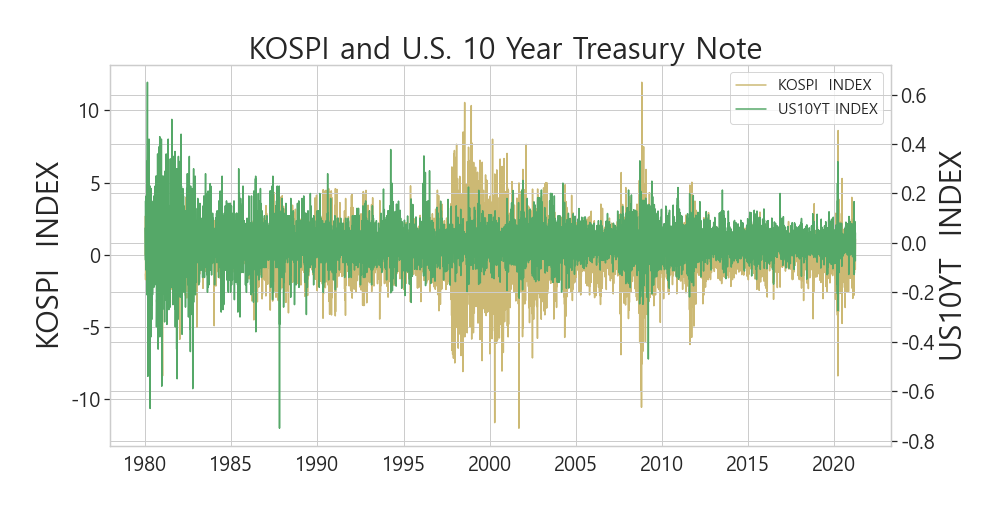 KOSPI and U.S. 10 Year Treasury Note
KOSPI INDEX
US10YT INDEX
10
5
0
-5
-10
KOSPI INDEX
0.6
0.4
0.2
0.0
-0.2
-0.4
-0.6
-0.8
US10YT INDEX
1980 1985 1990 1995 2000 2005 2010 2015 2020